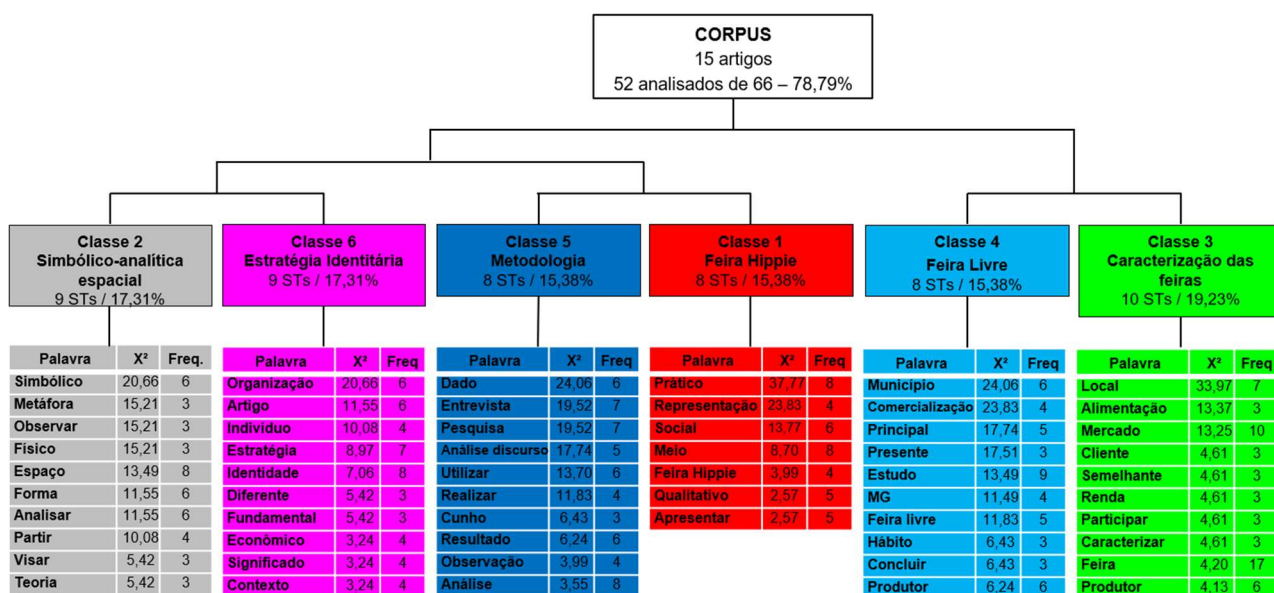 CORPUS
15 artigos
52 analisados de 66 – 78,79%
Classe 2
Simbólico-analítica
espacial
9 STs / 17,31%
Classe 6
Estratégia Identitária
9 STs / 17,31%
Classe 5
Metodologia
8 STs / 15,38%
Classe 1
Feira Hippie
8 STs / 15,38%
Classe 4
Feira Livre
8 STs / 15,38%
Classe 3
Caracterização das
feiras
10 STs / 19,23%
Palavra X² Freq.
Simbólico 20,66 6
Metáfora 15,21 3
Observar 15,21 3
Físico 15,21 3
Espaço 13,49 8
Forma 11,55 6
Analisar 11,55 6
Partir 10,08 4
Visar 5,42 3
Teoria 5,42 3
Palavra X² Freq
Organização 20,66 6
Artigo 11,55 6
Indivíduo 10,08 4
Estratégia 8,97 7
Identidade 7,06 8
Diferente 5,42 3
Fundamental 5,42 3
Econômico 3,24 4
Significado 3,24 4
Contexto 3,24 4
Palavra X² Freq
Dado 24,06 6
Entrevista 19,52 7
Pesquisa 19,52 7
Análise discurso 17,74 5
Utilizar 13,70 6
Realizar 11,83 4
Cunho 6,43 3
Resultado 6,24 6
Observação 3,99 4
Análise 3,55 8
Palavra X² Freq
Prático 37,77 8
Representação 23,83 4
Social 13,77 6
Meio 8,70 8
Feira Hippie 3,99 4
Qualitativo 2,57 5
Apresentar 2,57 5
Palavra X² Freq
Município 24,06 6
Comercialização 23,83 4
Principal 17,74 5
Presente 17,51 3
Estudo 13,49 9
MG 11,49 4
Feira livre 11,83 5
Hábito 6,43 3
Concluir 6,43 3
Produtor 6,24 6
Palavra X² Freq
Local 33,97 7
Alimentação 13,37 3
Mercado 13,25 10
Cliente 4,61 3
Semelhante 4,61 3
Renda 4,61 3
Participar 4,61 3
Caracterizar 4,61 3
Feira 4,20 17
Produtor 4,13 6